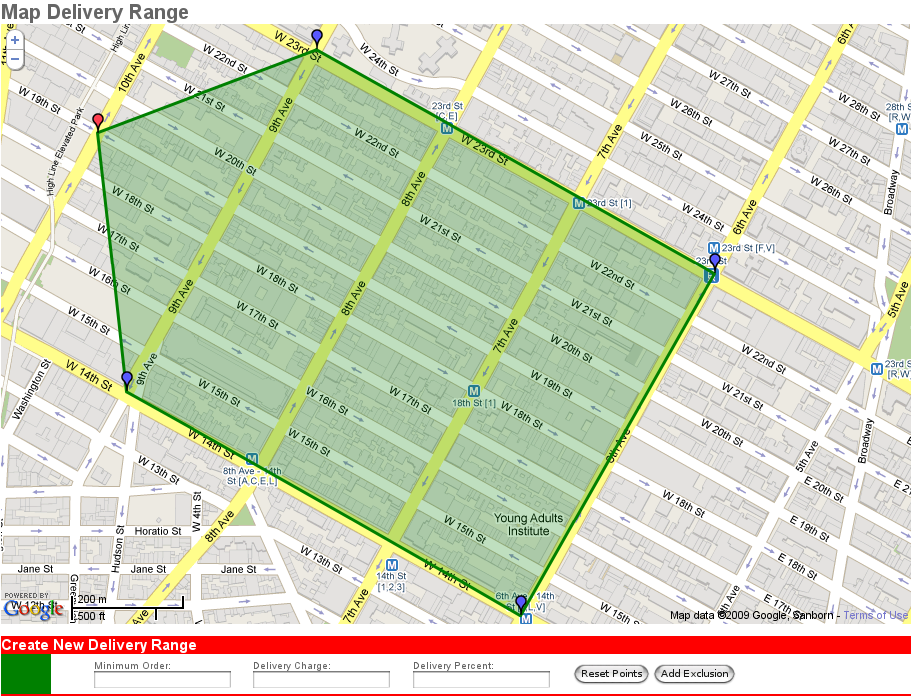 Map Delivery Range
+
−
W 23rd St
W 24th St
W 22nd St
W 21st St
W 19th St
10th Ave
High Line
High Line Elevated Park
9th Ave
W 20th St
W 22nd St
23rd St
[C,E]
M
W 23rd St
7th Ave
6th Ave
W 27th St
W 26th St
W 25th St
W 28th St
28th St
[R,W
M
W 27th St
W 26th St
Broadway
W 24th St
6th Ave
8th Ave
M 23rd St [1]
W 18th St
W 17th St
W 16th St
W 15th St
W 14th St
9th Ave
W 21st St
W 18th St
W 17th St
8th Ave
M 23rd St [F,V]
W 22nd St
W 21st St
W 20th St
W 19th St
W 18th St
7th Ave
M
18th St [1]
W 22nd St
W 21st St
W 20th St
5th Ave
M 23rd St
[R,W
Washington St
9th Ave
W 15th St
W 16th St
W 17th St
W 14th St
W 15th St
M
8th Ave - 14th
St [A,C,E,L]
W 13th St
W 4th St
8th Ave
Hudson St
Horatio St
Jane St
Jane St
Jane St
6th Ave
W 18th St
5th Ave
Broadway
E 20th St
E 19th St
E 18th St
E 17th
Young Adults
Institute
W 15th St
W 14th St
M
14th St
[1,2,3]
W 13th St
7th Ave
6th Ave - 14th
M
W 15th St
POWERED BY
Google
W 12th St
200 m
500 ft
Map data ©2009 Google, Sanborn - Terms of Use
Create New Delivery Range
Minimum Order:
Delivery Charge:
Delivery Percent:
Reset Points
Add Exclusion